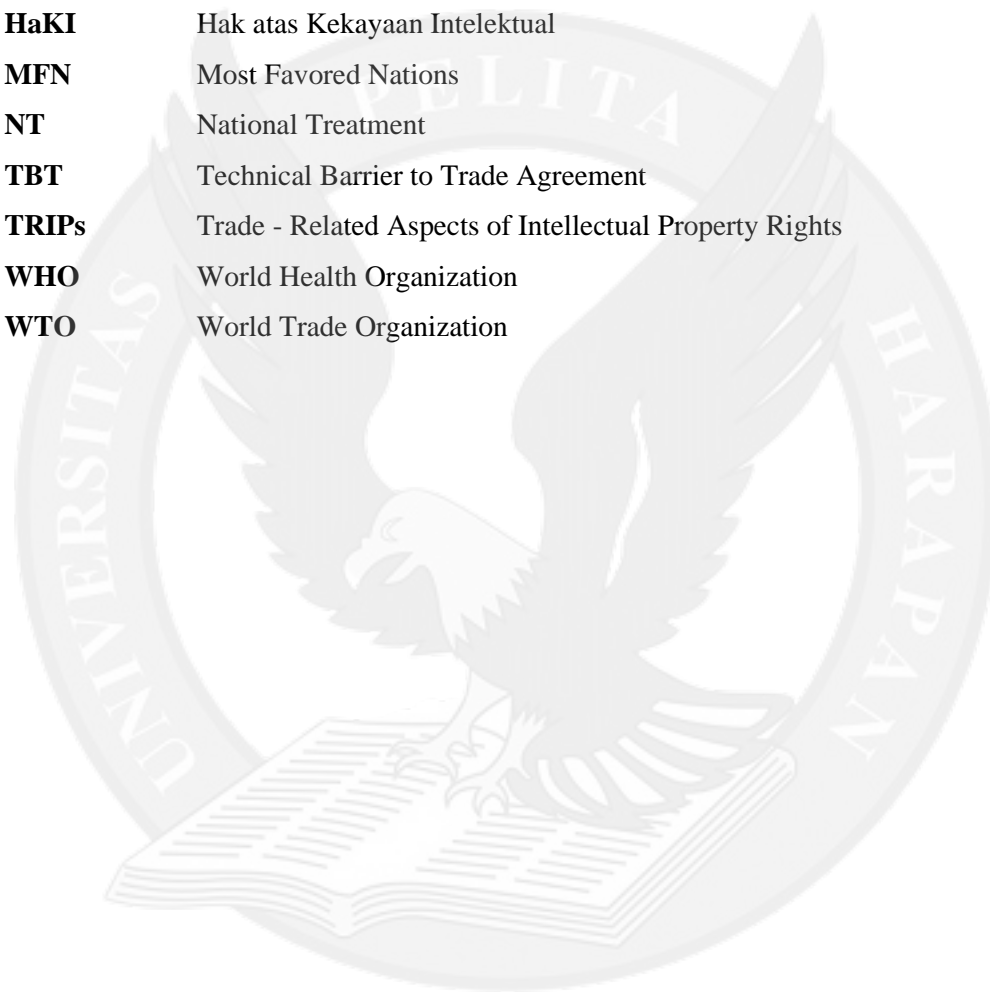 HaKI Hak atas Kekayaan Intelektual
MFN Most Favored Nations
NT National Treatment
TBT Technical Barrier to Trade Agreement
TRIPs Trade - Related Aspects of Intellectual Property Rights
WHO World Health Organization
WTO World Trade Organization
UNIVERSITAS PELITA HARAPAN